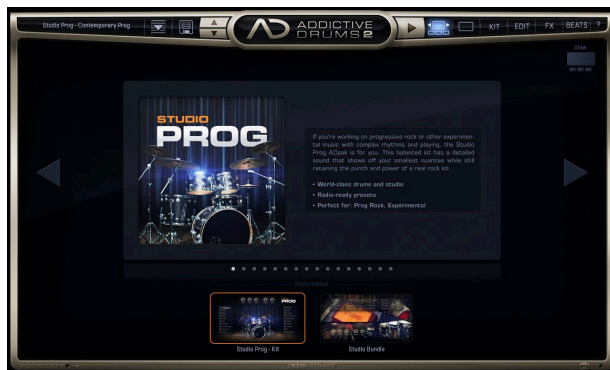 Studio Prog - Contemporary Prog
ADDICTIVE
DRUMS 2
KIT EDIT FX BEATS ?
View
STUDIO
PROG
If you're working on progressive rock or other experimen-
tal music with complex rhythms and playing, the Studio
Prog ADpak is for you. This balanced kit has a detailed
sound that shows off your smallest nuances while still
retaining the punch and power of a real rock kit.
• World-class drums and studio
• Radio-ready presets
• Perfect for: Prog Rock, Experimental
PROG
Studio Prog - Kit
Studio Bundle
AUDIO RECORDER